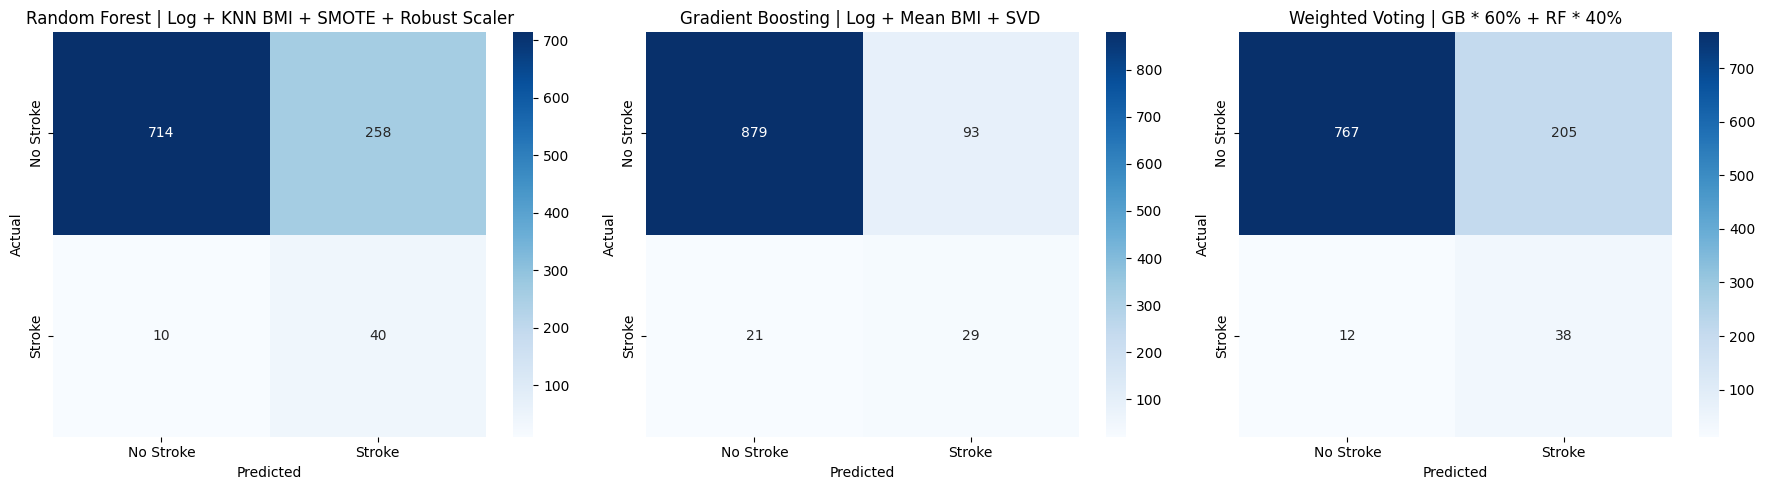 Random Forest | Log + KNN BMI + SMOTE + Robust Scaler
No Stroke
Stroke
Actual
714
258
10
40
No Stroke
Stroke
Predicted
700
600
500
400
300
200
100
Gradient Boosting | Log + Mean BMI + SVD
No Stroke
Stroke
Actual
879
93
21
29
No Stroke
Stroke
Predicted
800
700
600
500
400
300
200
100
Weighted Voting | GB * 60% + RF * 40%
No Stroke
Stroke
Actual
767
205
12
38
No Stroke
Stroke
Predicted
700
600
500
400
300
200
100